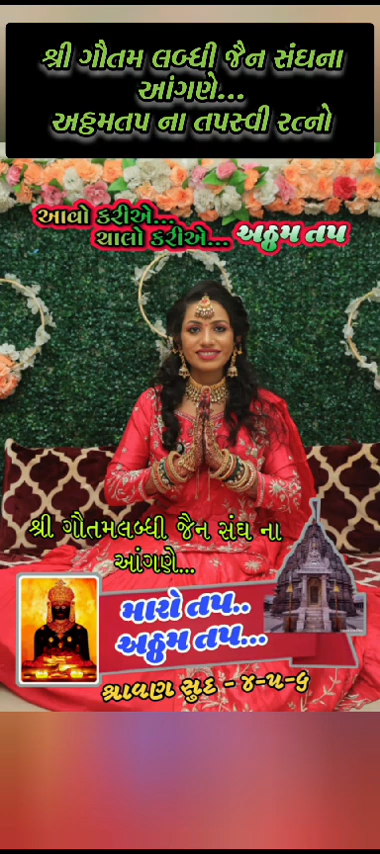 શ્રી ગૌતમ લબ્ધી જૈન સંઘના
આંગણે...
અઠ્ઠમતપ ના તપસ્વી રત્નો
આવો કરીએ...
ચાલો કરીએ... અઠ્ઠમ તપ
શ્રી ગૌતમલબ્ધી જૈન સંઘ ના
આંગણૈ...
મારો તપ..
અઠ્ઠમ તપ...
શ્રાવણ સુદ - ૪-૫-૬